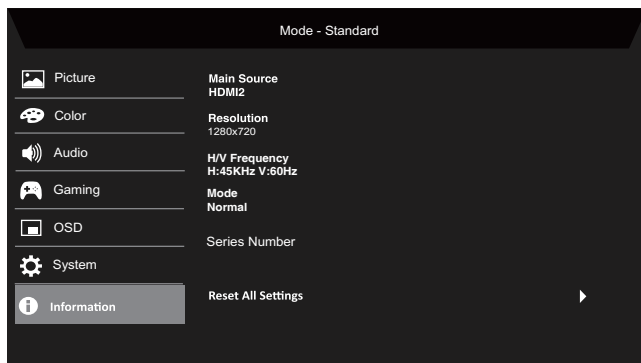 Mode - Standard
Picture
Color
Audio
Gaming
OSD
System
Information
Main Source
HDMI2
Resolution
1280x720
H/V Frequency
H:45KHz V:60Hz
Mode
Normal
Series Number
Reset All Settings